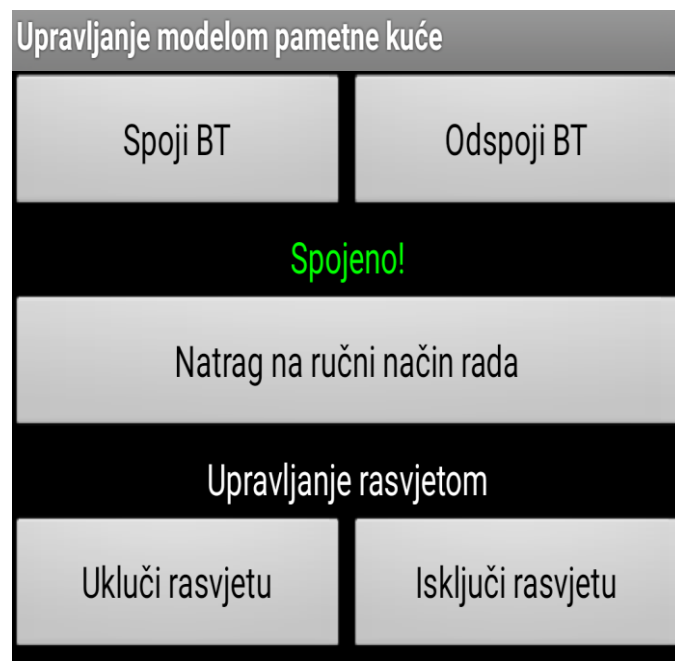 Upravljanje modelom pametne kuće
Spoji BT
Odspoji BT
Spojeno!
Natrag na ručni način rada
Upravljanje rasvjetom
Ukluči rasvjetu
Isključi rasvjetu